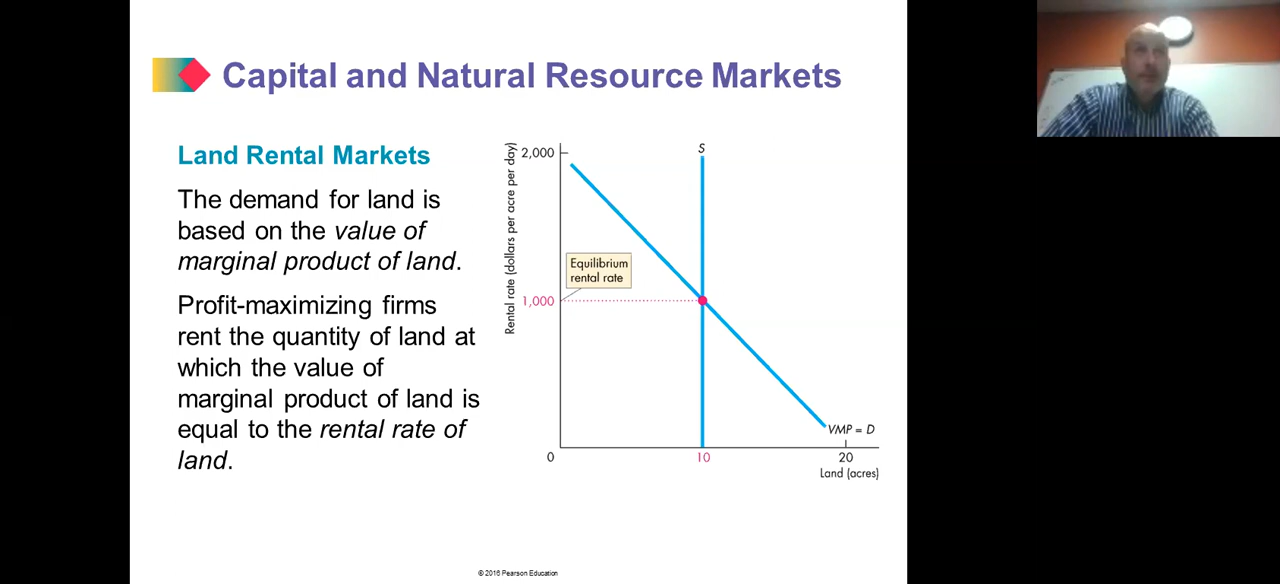 Capital and Natural Resource Markets
Land Rental Markets
The demand for land is
based on the value of
marginal product of land.
Profit-maximizing firms
rent the quantity of land at
which the value of
marginal product of land is
equal to the rental rate of
land.
Rental rate (dollars per acre per day)
2,000
S
Equilibrium
rental rate
1,000
VMP = D
0
10
20
Land (acres)
© 2016 Pearson Education